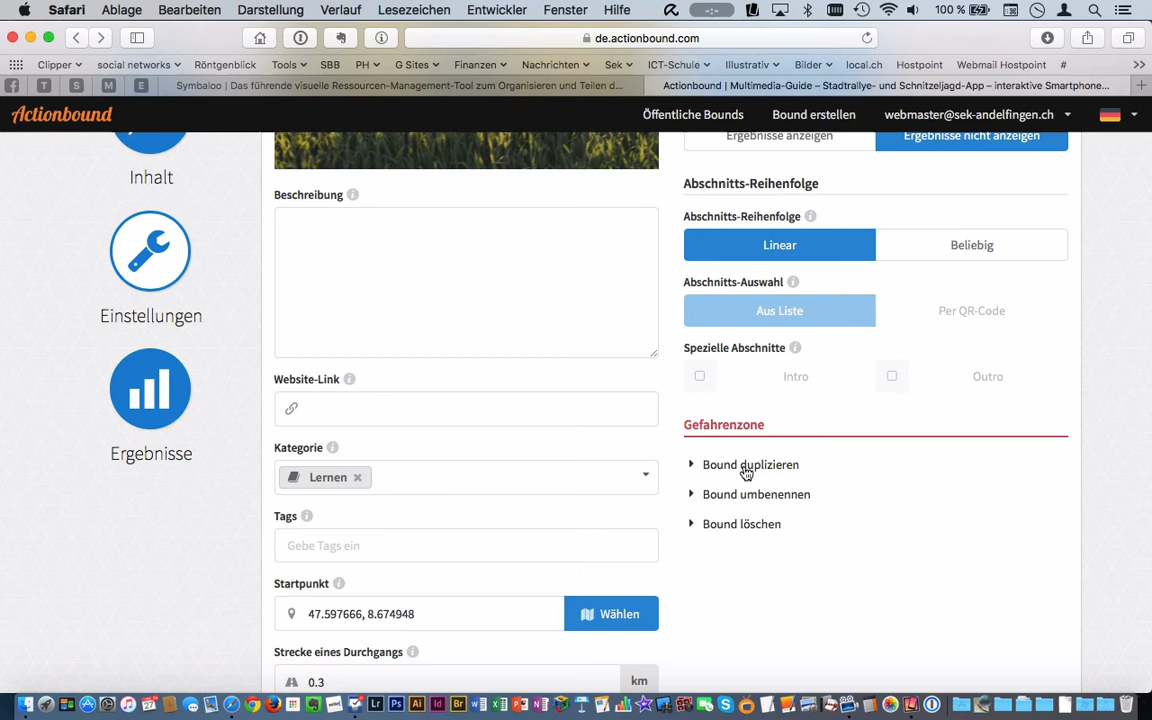 Safari Ablage Bearbeiten Darstellung Verlauf Lesezeichen Entwickler Fenster Hilfe 100 %
de.actionbound.com
Clipper social networks Röntgenblick Tools SBB PH G Sites Finanzen Nachrichten Sek ICT-Schule Illustrativ Bilder local.ch Hostpoint Webmail Hostpoint #
T S M E Symbaloo | Das führende visuelle Ressourcen-Management-Tool zum Organisieren und Teilen d... Actionbound | Multimedia-Guide – Stadtrallye- und Schnitzeljagd-App – interaktive Smartphone...
Actionbound Öffentliche Bounds Bound erstellen webmaster@sek-andelfingen.ch
Ergebnisse anzeigen Ergebnisse nicht anzeigen
Inhalt
Einstellungen
Ergebnisse
Beschreibung
Website-Link
Kategorie
Lernen
Tags
Gebe Tags ein
Startpunkt
47.597666, 8.674948 Wählen
Strecke eines Durchgangs
0.3 km
Abschnitts-Reihenfolge
Abschnitts-Reihenfolge
Linear Beliebig
Abschnitts-Auswahl
Aus Liste Per QR-Code
Spezielle Abschnitte
Intro Outro
Gefahrenzone
Bound duplizieren
Bound umbenennen
Bound löschen
Lr Ps Ai Id Br